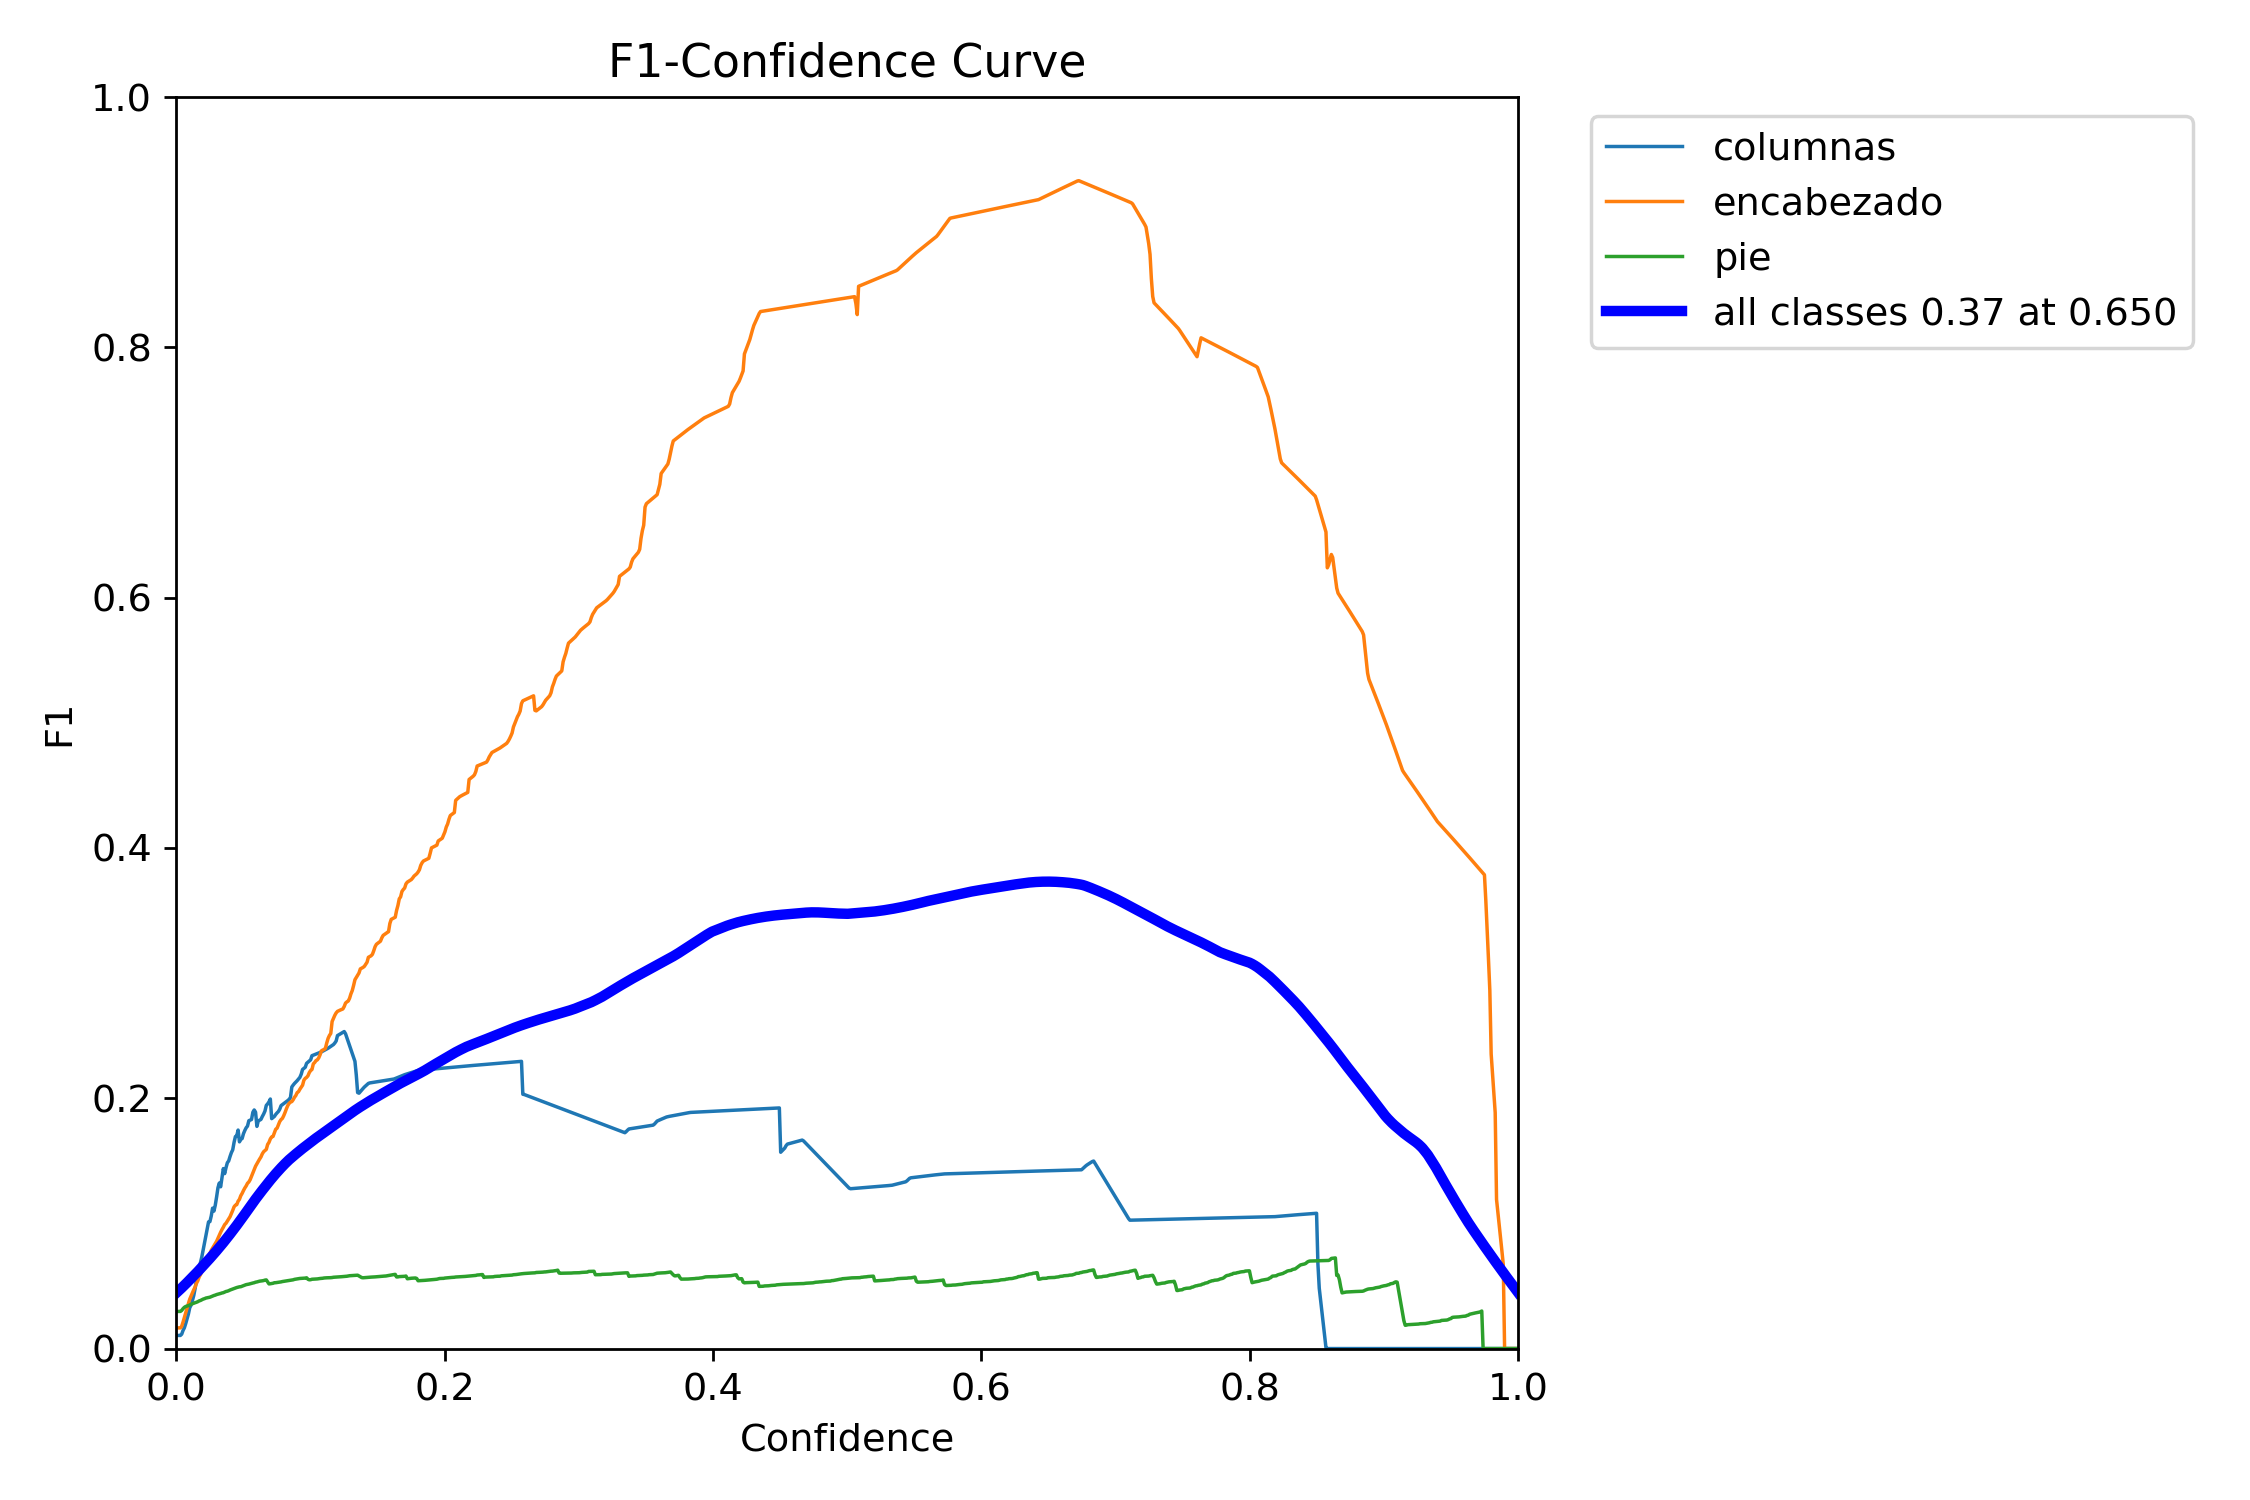 F1-Confidence Curve
1.0
0.8
0.6
0.4
0.2
0.0
F1
0.0 0.2 0.4 0.6 0.8 1.0
Confidence
columnas
encabezado
pie
all classes 0.37 at 0.650